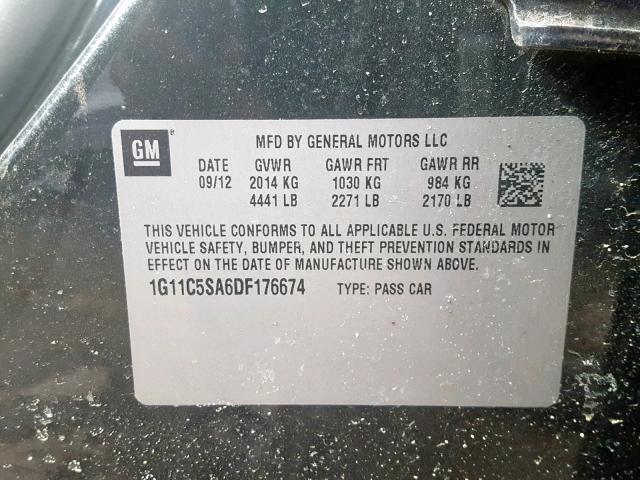 GM ®
MFD BY GENERAL MOTORS LLC
DATE GVWR GAWR FRT GAWR RR
09/12 2014 KG 1030 KG 984 KG
4441 LB 2271 LB 2170 LB
THIS VEHICLE CONFORMS TO ALL APPLICABLE U.S. FEDERAL MOTOR
VEHICLE SAFETY, BUMPER, AND THEFT PREVENTION STANDARDS IN
EFFECT ON THE DATE OF MANUFACTURE SHOWN ABOVE.
1G11C5SA6DF176674 TYPE: PASS CAR